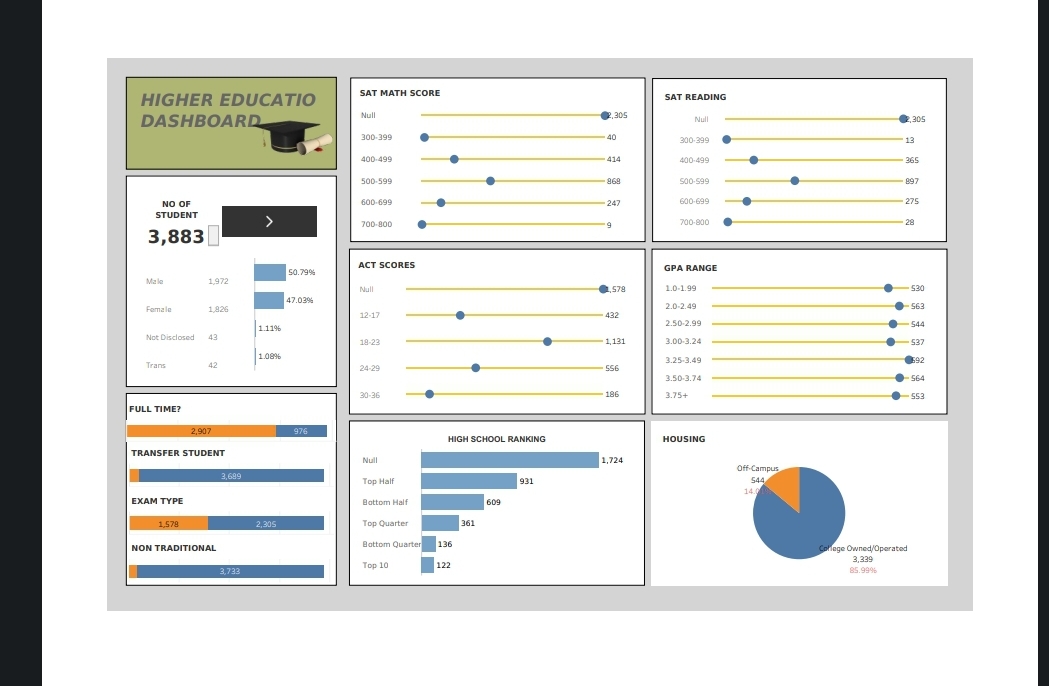 HIGHER EDUCATIO
DASHBOARD
NO OF
STUDENT
3,883
Male 1,972 50.79%
Female 1,826 47.03%
Not Disclosed 43 1.11%
Trans 42 1.08%
FULL TIME?
2,907 976
TRANSFER STUDENT
3,689
EXAM TYPE
1,578 2,305
NON TRADITIONAL
3,733
SAT MATH SCORE
Null 2,305
300-399 40
400-499 414
500-599 868
600-699 247
700-800 9
SAT READING
Null 2,305
300-399 13
400-499 365
500-599 897
600-699 275
700-800 28
ACT SCORES
Null 1,578
12-17 432
18-23 1,131
24-29 556
30-36 186
GPA RANGE
1.0-1.99 530
2.0-2.49 563
2.50-2.99 544
3.00-3.24 537
3.25-3.49 592
3.50-3.74 564
3.75+ 553
HIGH SCHOOL RANKING
Null 1,724
Top Half 931
Bottom Half 609
Top Quarter 361
Bottom Quarter 136
Top 10 122
HOUSING
Off-Campus
544
College Owned/Operated
3,339
85.99%